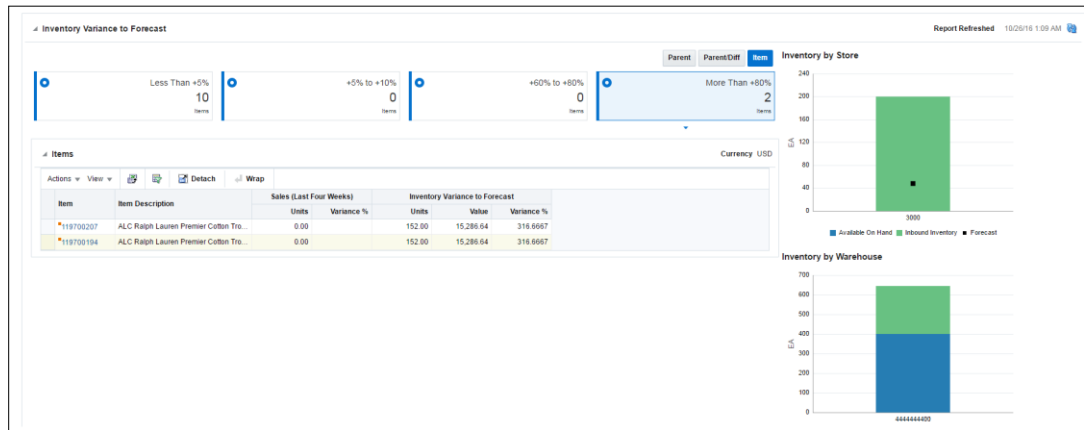 Inventory Variance to Forecast
Report Refreshed 10/26/16 1:09 AM
Parent Parent/Diff Item
Less Than +5%
10
Items
+5% to +10%
0
Items
+60% to +80%
0
Items
More Than +80%
2
Items
Items
Currency USD
Actions View Detach Wrap
Item Item Description Sales (Last Four Weeks) Inventory Variance to Forecast
Units Variance % Units Value Variance %
119700207 ALC Ralph Lauren Premier Cotton Tro... 0.00 152.00 15,286.64 316.6667
119700194 ALC Ralph Lauren Premier Cotton Tro... 0.00 152.00 15,286.64 316.6667
Inventory by Store
240
200
160
120
80
40
0
EA
3000
Available On Hand Inbound Inventory Forecast
Inventory by Warehouse
700
600
500
400
300
200
100
0
EA
4444444400